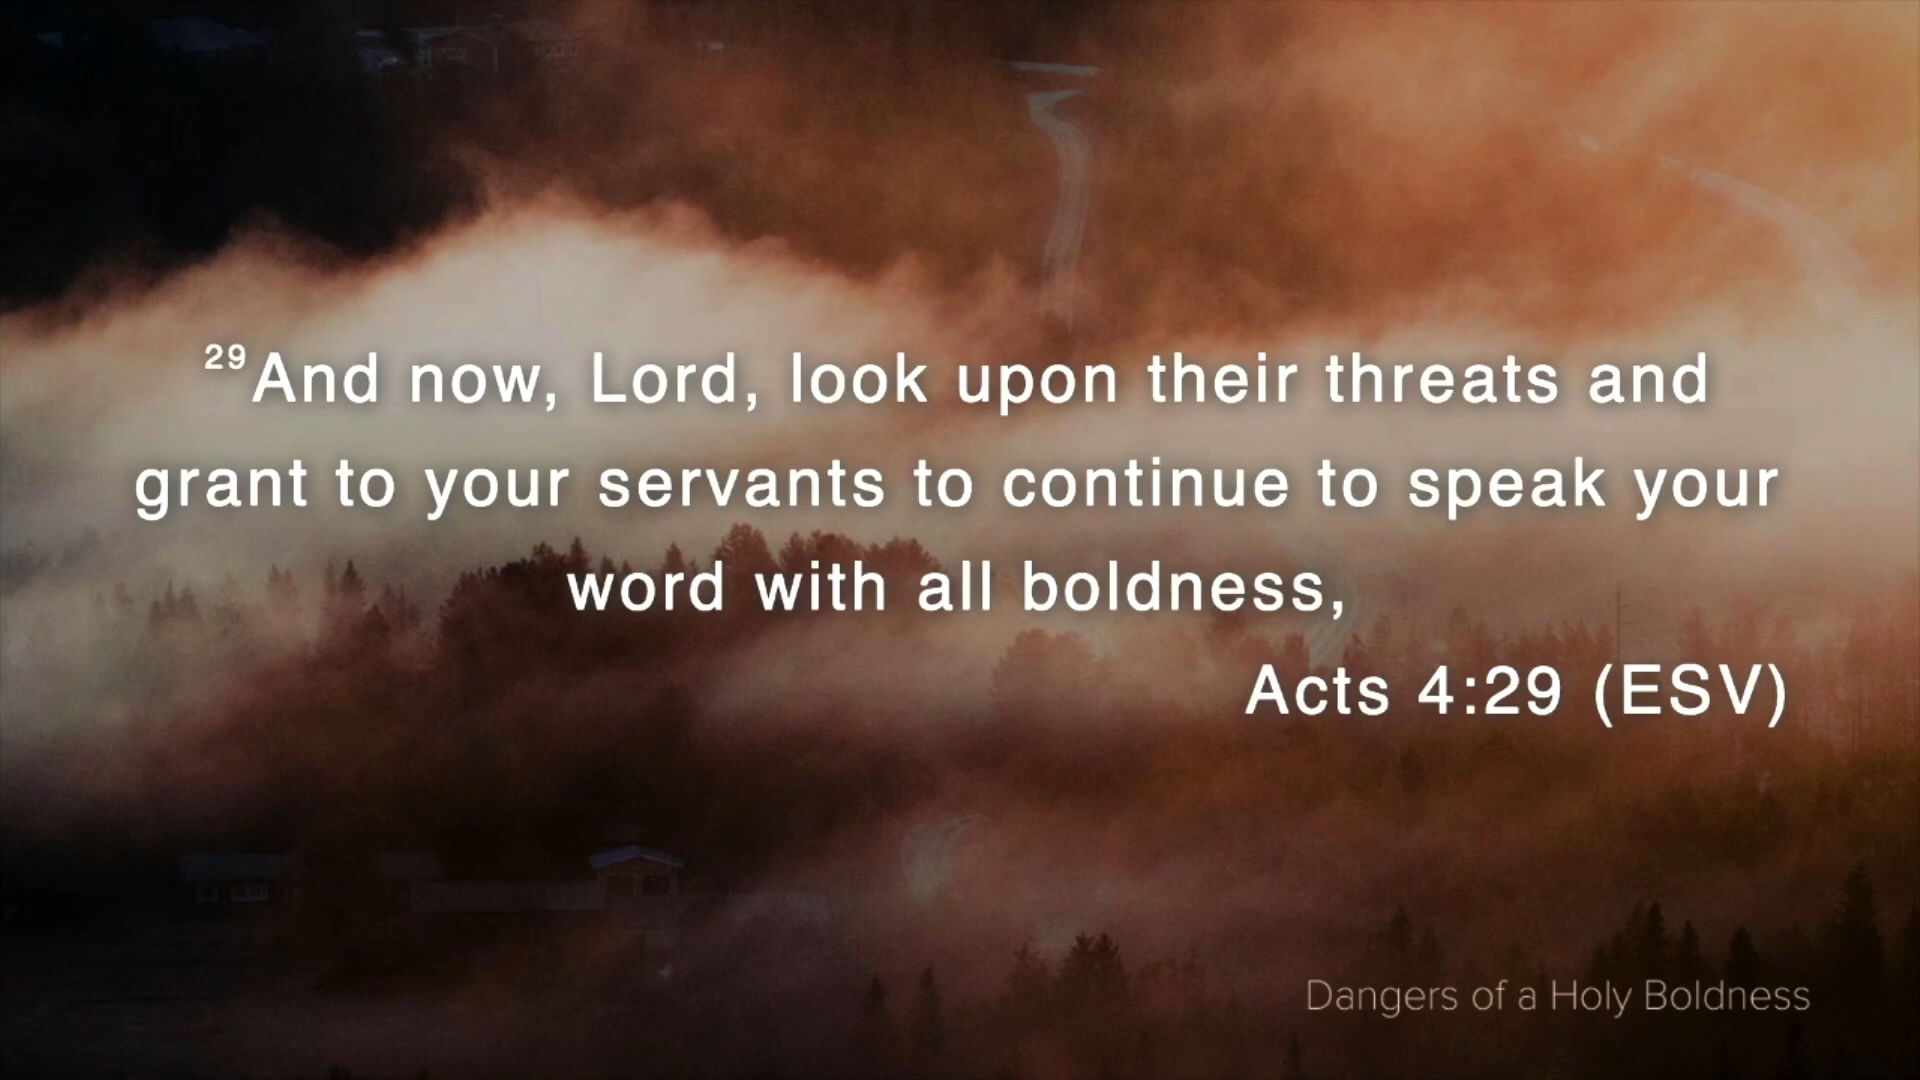 29And now, Lord, look upon their threats and
grant to your servants to continue to speak your
word with all boldness,
Acts 4:29 (ESV)
Dangers of a Holy Boldness